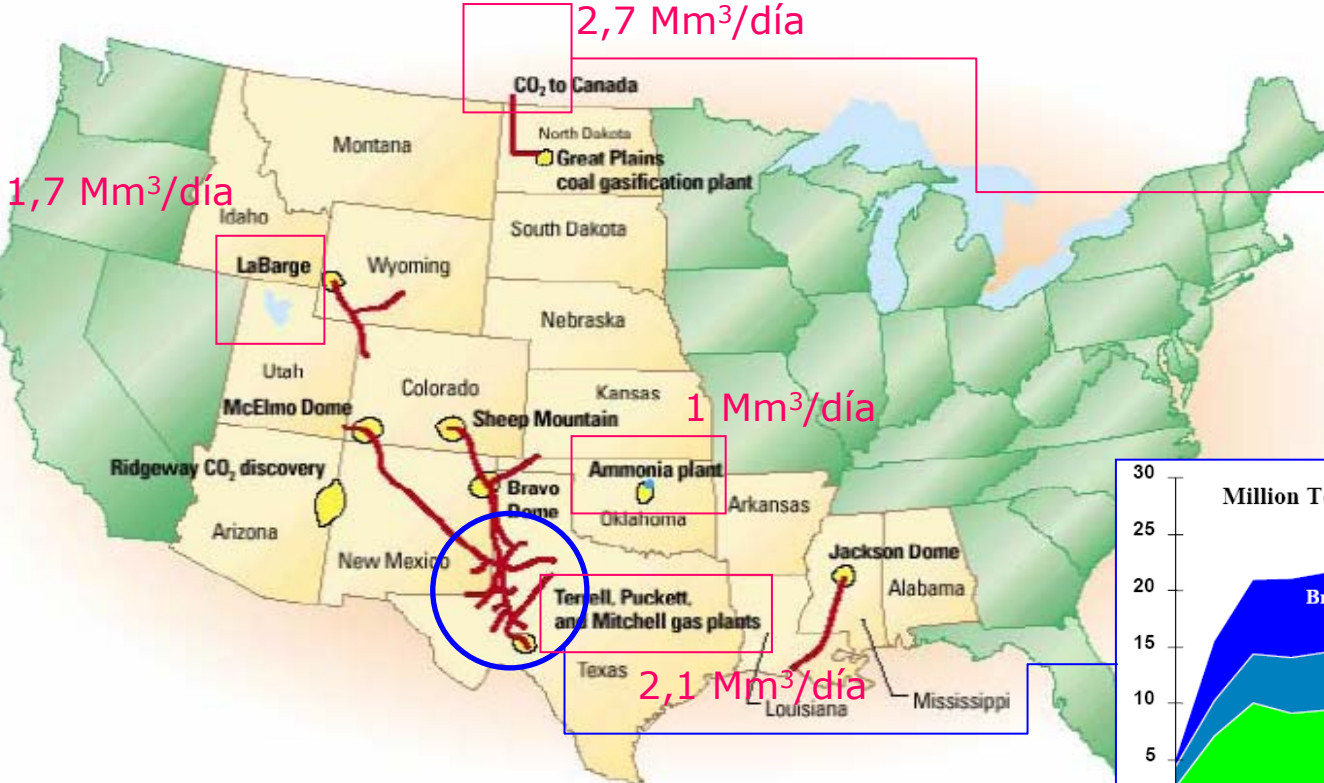 2,7 Mm³/día
CO₂ to Canada
North Dakota
Great Plains
coal gasification plant
Montana
1,7 Mm³/día
Idaho
South Dakota
LaBarge
Wyoming
Nebraska
Utah
Colorado
Kansas
1 Mm³/día
McElmo Dome
Sheep Mountain
Ridgeway CO₂ discovery
Ammonia plant
Bravo
Dome
Oklahoma
Arkansas
Arizona
New Mexico
Jackson Dome
Alabama
Terrell, Puckett,
and Mitchell gas plants
Texas
2,1 Mm³/día
Louisiana
Mississippi
30
Million
25
20
15
10
5